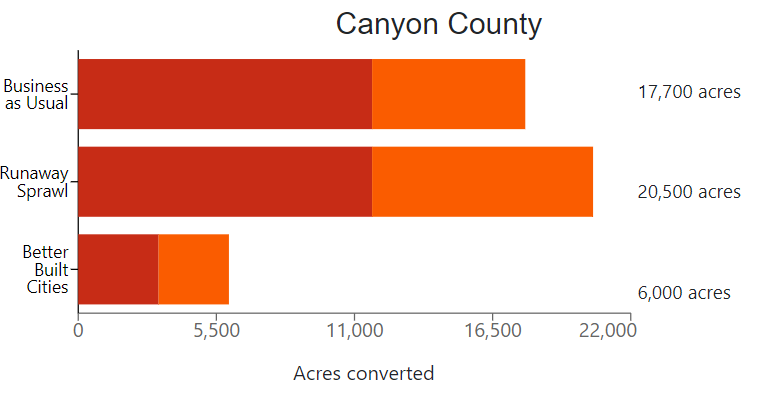 Canyon County
Business
as Usual
17,700 acres
Runaway
Sprawl
20,500 acres
Better
Built
Cities
6,000 acres
0 5,500 11,000 16,500 22,000
Acres converted